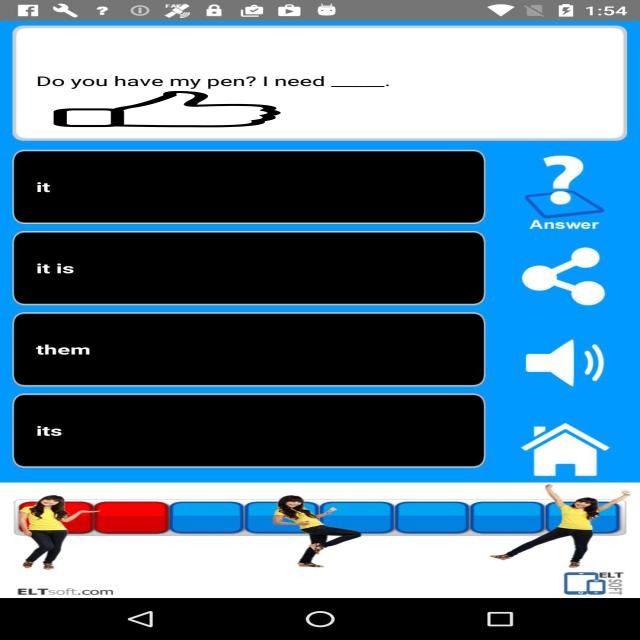 1:54
Do you have my pen? I need _____.
it
Answer
it is
them
its
ELTsoft.com
ELT
SOFT